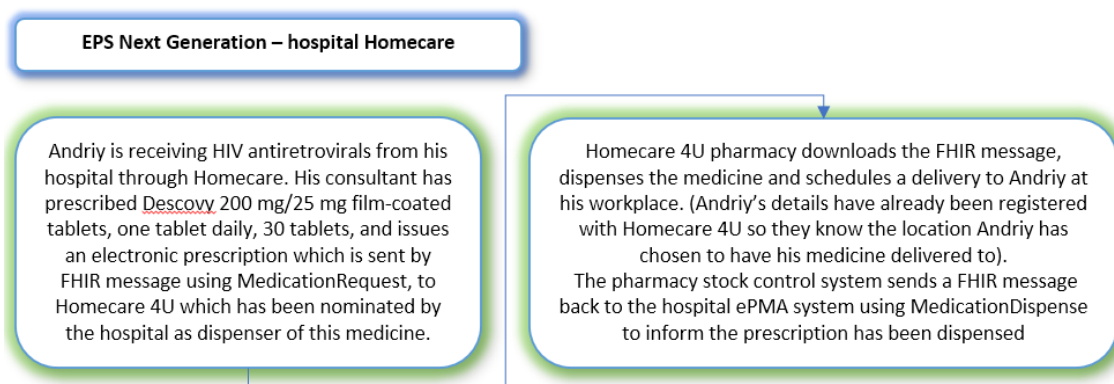 EPS Next Generation – hospital Homecare
Andriy is receiving HIV antiretrovirals from his
hospital through Homecare. His consultant has
prescribed Descovy 200 mg/25 mg film-coated
tablets, one tablet daily, 30 tablets, and issues
an electronic prescription which is sent by
FHIR message using MedicationRequest, to
Homecare 4U which has been nominated by
the hospital as dispenser of this medicine.
Homecare 4U pharmacy downloads the FHIR message,
dispenses the medicine and schedules a delivery to Andriy at
his workplace. (Andriy’s details have already been registered
with Homecare 4U so they know the location Andriy has
chosen to have his medicine delivered to).
The pharmacy stock control system sends a FHIR message
back to the hospital ePMA system using MedicationDispense
to inform the prescription has been dispensed